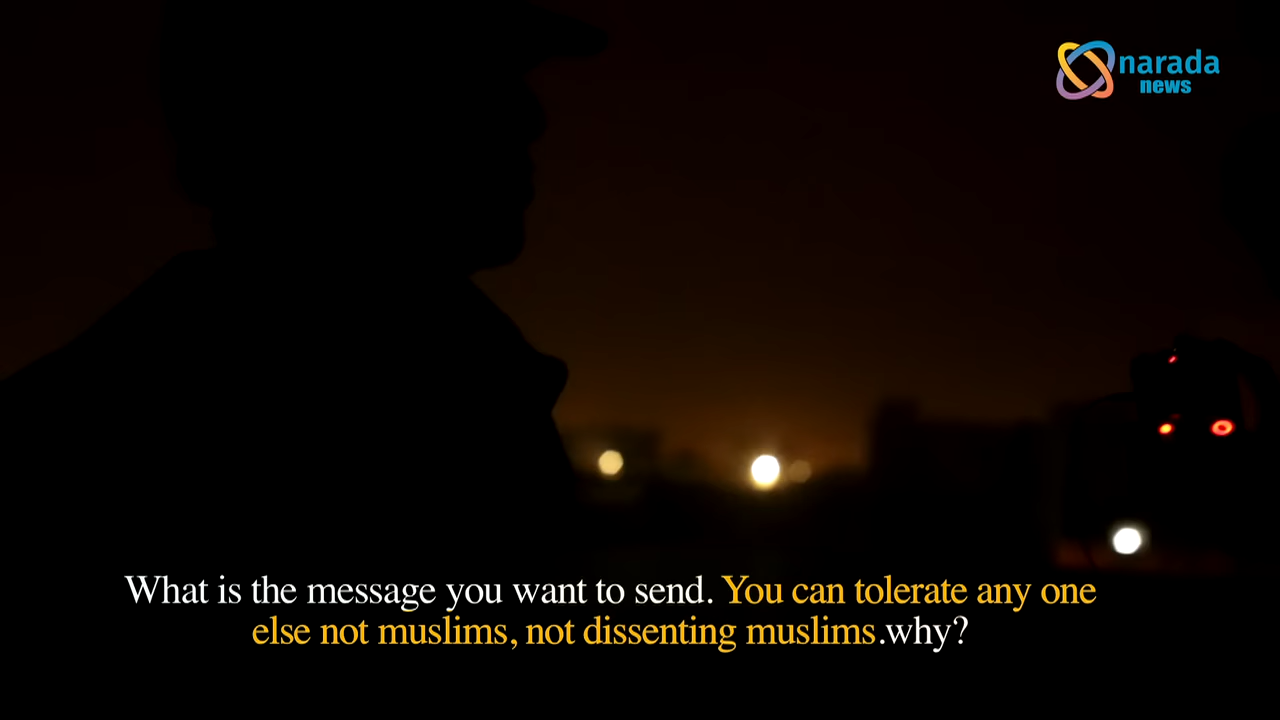 narada
news
What is the message you want to send. You can tolerate any one
else not muslims, not dissenting muslims.why?